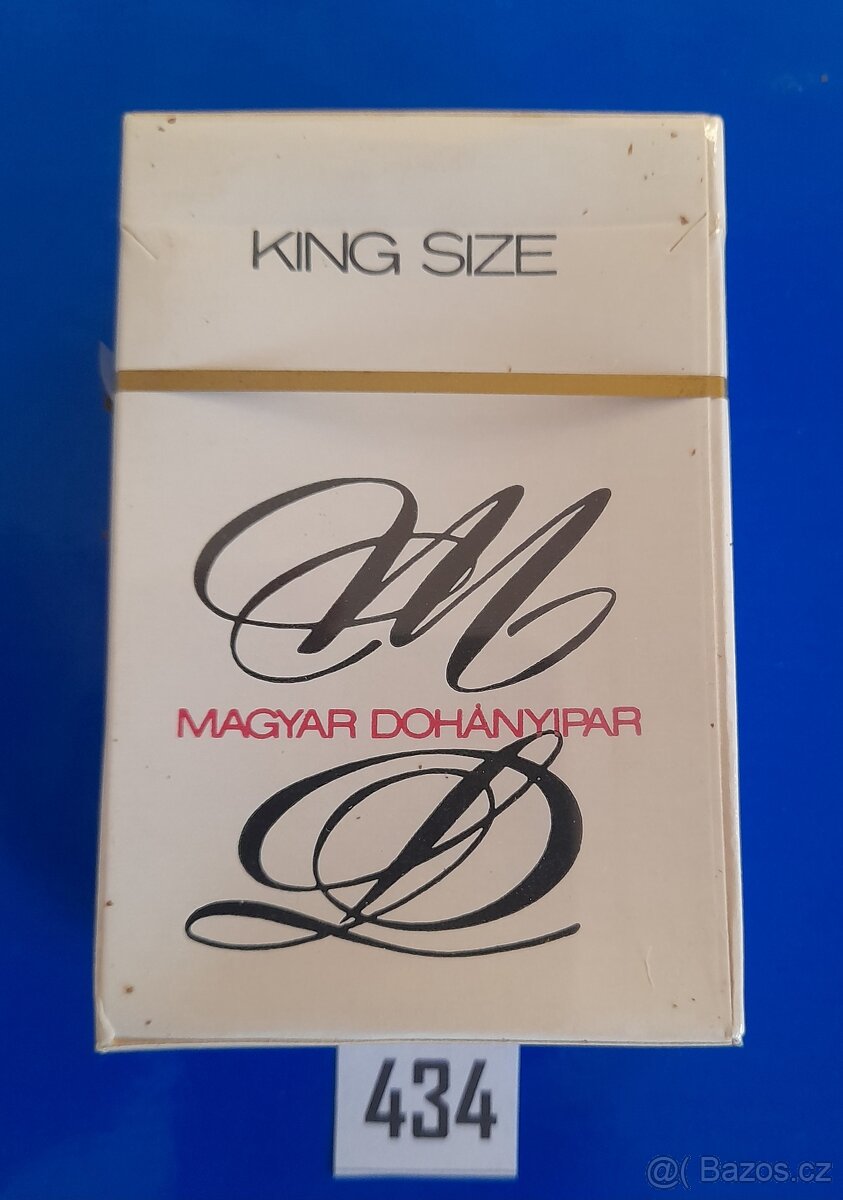 KING SIZE
M
MAGYAR DOHÁNYIPAR
D
434
@( Bazos.cz